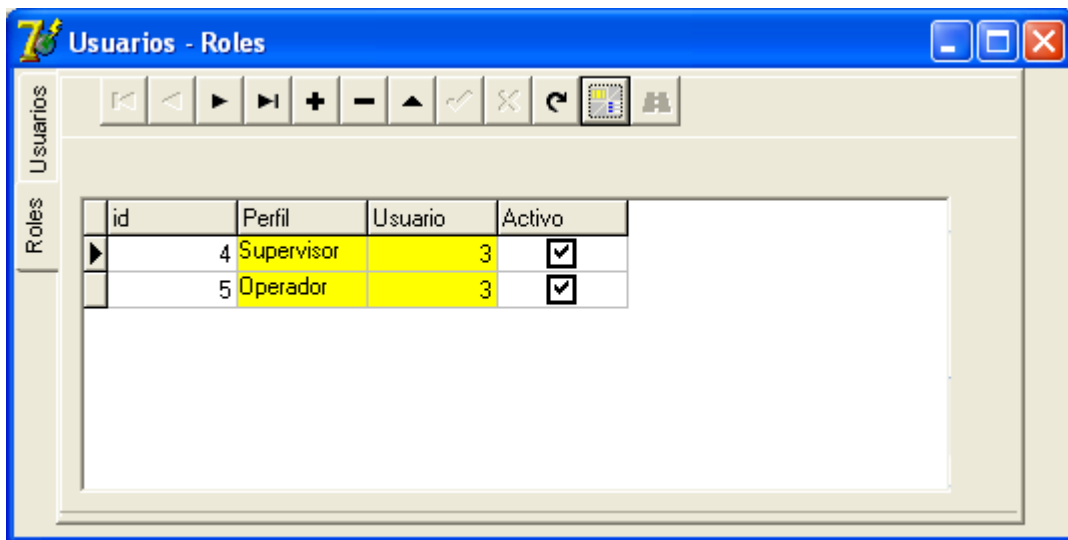 Usuarios - Roles
Usuarios
Roles
id Perfil Usuario Activo
4 Supervisor 3
5 Operador 3